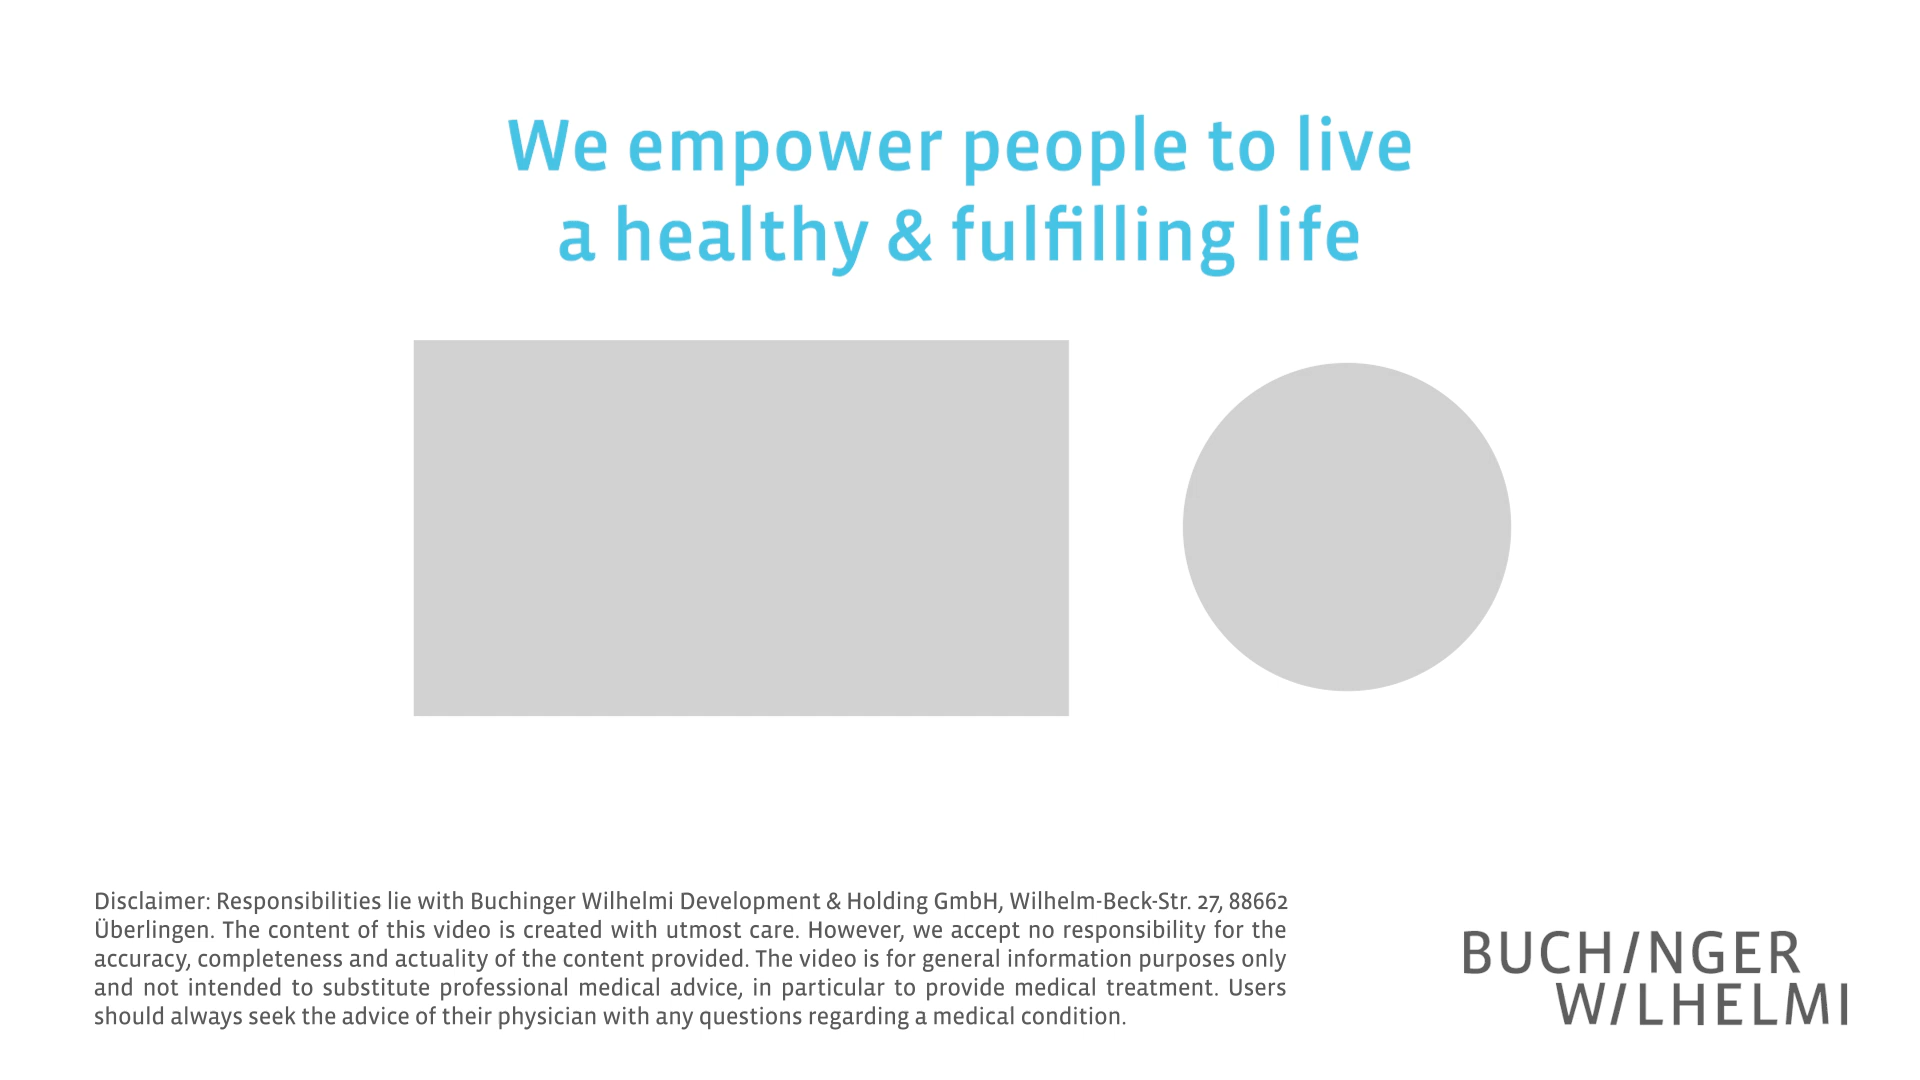 We empower people to live
a healthy & fulfilling life
Disclaimer: Responsibilities lie with Buchinger Wilhelmi Development & Holding GmbH, Wilhelm-Beck-Str. 27, 88662
Überlingen. The content of this video is created with utmost care. However, we accept no responsibility for the
accuracy, completeness and actuality of the content provided. The video is for general information purposes only
and not intended to substitute professional medical advice, in particular to provide medical treatment. Users
should always seek the advice of their physician with any questions regarding a medical condition.
BUCHINGER
WILHELMI